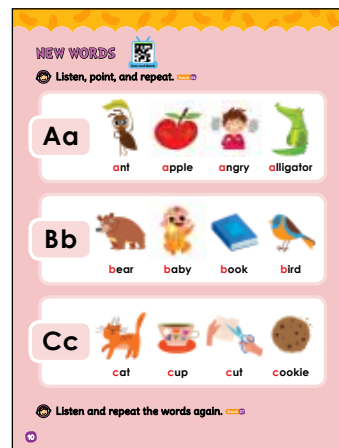 NEW WORDS
Listen, point, and repeat.
Aa
ant apple angry alligator
Bb
bear baby book bird
Cc
cat cup cut cookie
Listen and repeat the words again.
10